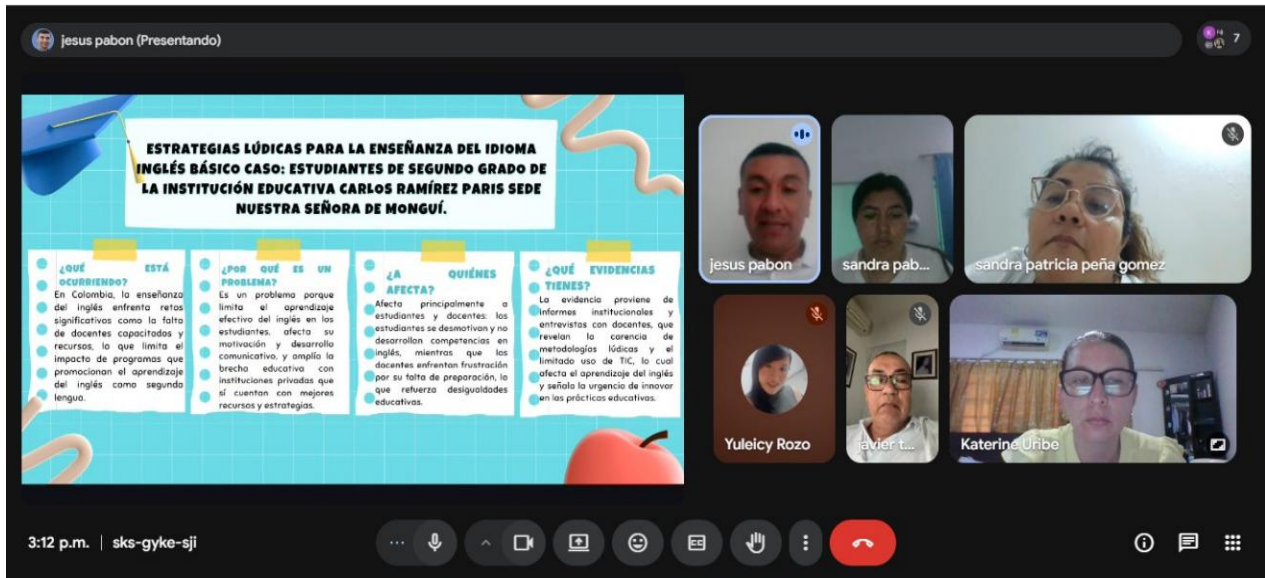 jesus pabon (Presentando)
7
ESTRATEGIAS LÚDICAS PARA LA ENSEÑANZA DEL IDIOMA
INGLÉS BÁSICO CASO: ESTUDIANTES DE SEGUNDO GRADO DE
LA INSTITUCIÓN EDUCATIVA CARLOS RAMÍREZ PARIS SEDE
NUESTRA SEÑORA DE MONGUÍ.
¿QUÉ ESTÁ
OCURRIENDO?
En Colombia, la enseñanza
del inglés enfrenta retos
significativos como la falta
de docentes capacitados y
recursos, lo que limita el
impacto de programas que
promocionan el aprendizaje
del inglés como segunda
lengua.
¿POR QUÉ ES UN
PROBLEMA?
Es un problema porque
limita el aprendizaje
efectivo del inglés en los
estudiantes, afecta su
motivación y desarrollo
comunicativo, y amplía la
brecha educativa con
instituciones privadas que
sí cuentan con mejores
recursos y estrategias.
¿A QUIÉNES
AFECTA?
Afecta principalmente a
estudiantes y docentes: los
estudiantes se desmotivan y no
desarrollan competencias en
inglés, mientras que los
docentes enfrentan frustración
por su falta de preparación, lo
que refuerza desigualdades
educativas.
¿QUÉ EVIDENCIAS
TIENES?
La evidencia proviene de
informes institucionales y
entrevistas con docentes, que
revelan la carencia de
metodologías lúdicas y el
limitado uso de TIC, lo cual
afecta el aprendizaje del inglés
y señala la urgencia de innovar
en las prácticas educativas.
jesus pabon
sandra pab...
sandra patricia peña gomez
Yuleicy Rozo
javier t...
Katerine Uribe
3:12 p.m. | sks-gyke-sji
CC